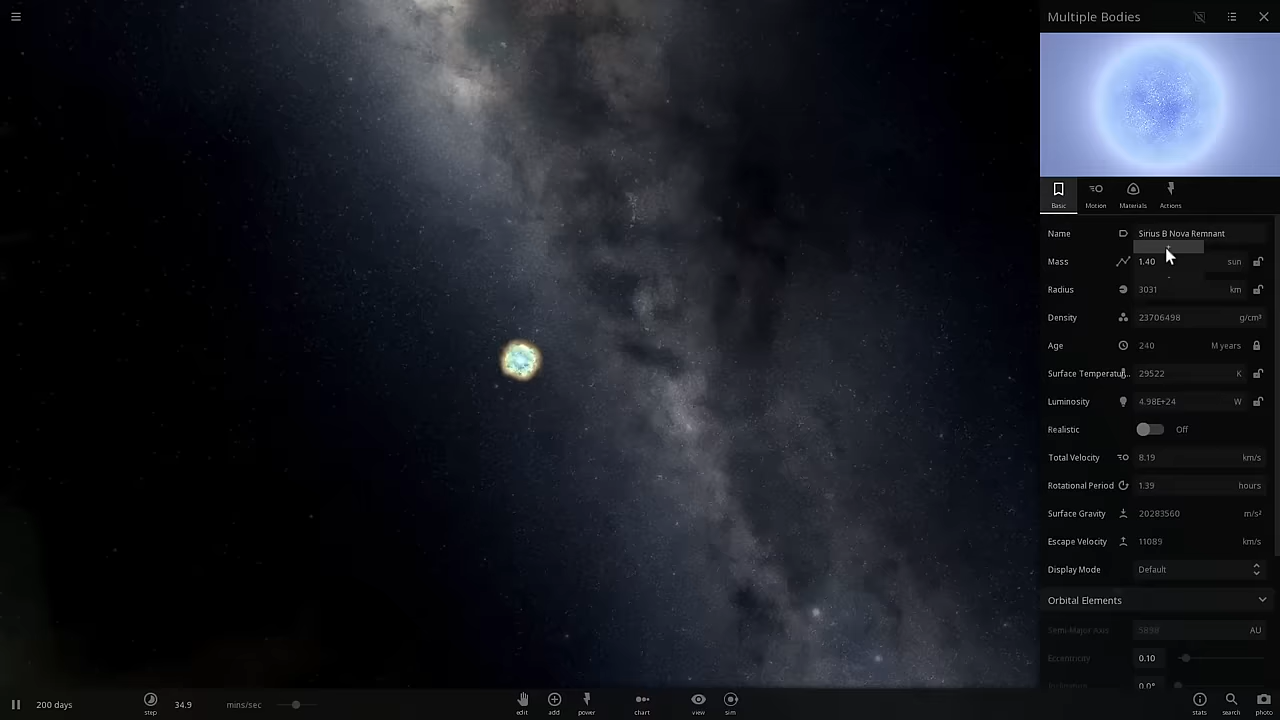 Multiple Bodies
Basic Motion Materials Actions
Name Sirius B Nova Remnant
+
Mass 1.40 sun
-
Radius 3031 km
Density 23706498 g/cm³
Age 240 M years
Surface Temperatu... 29522 K
Luminosity 4.98E+24 W
Realistic Off
Total Velocity 8.19 km/s
Rotational Period 1.39 hours
Surface Gravity 20283560 m/s²
Escape Velocity 11089 km/s
Display Mode Default
Orbital Elements
Semi-Major Axis 5898 AU
Eccentricity 0.10
0.0°
200 days step 34.9 mins/sec edit add power chart view sim stats search photo